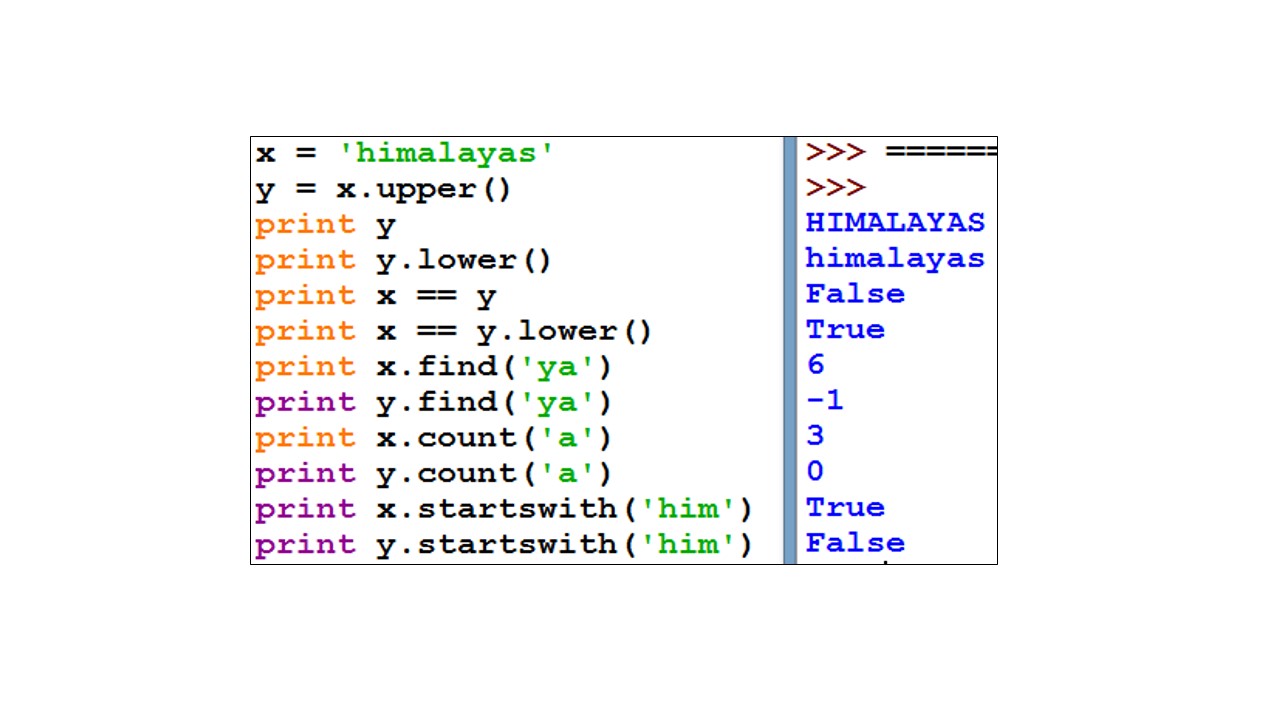 x = 'himalayas'
y = x.upper()
print y
print y.lower()
print x == y
print x == y.lower()
print x.find('ya')
print y.find('ya')
print x.count('a')
print y.count('a')
print x.startswith('him')
print y.startswith('him')
>>> ======
>>>
HIMALAYAS
himalayas
False
True
6
-1
3
0
True
False